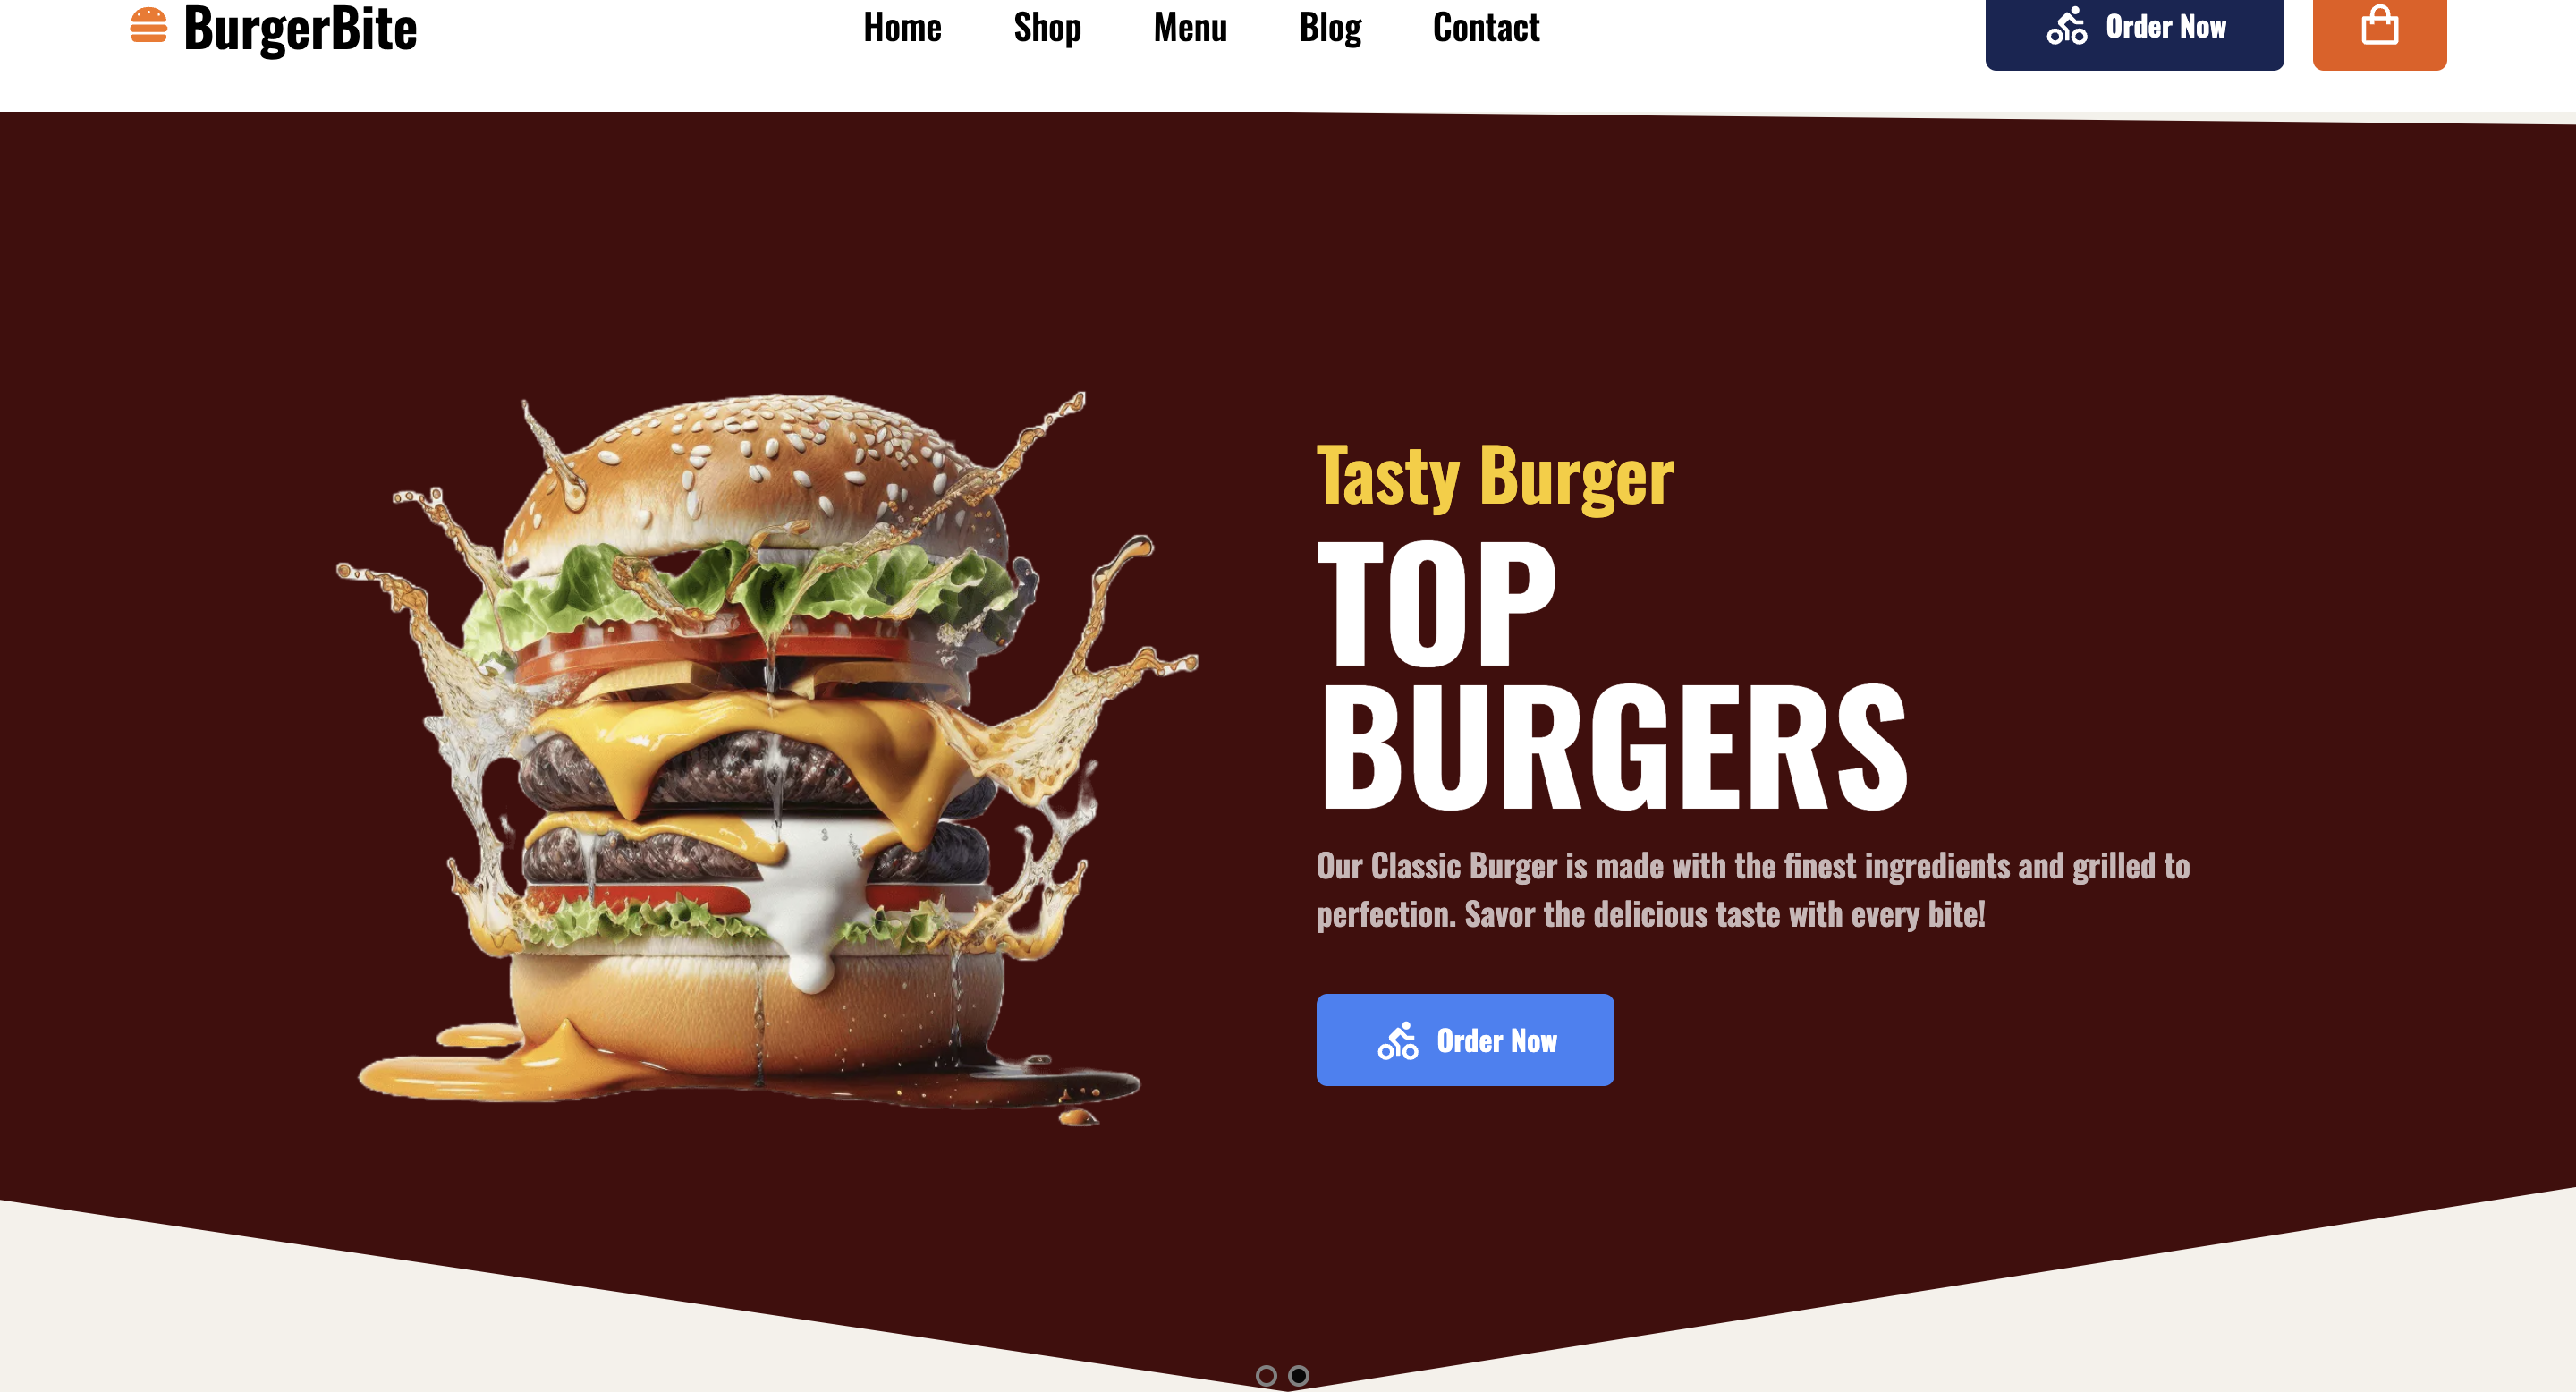 BurgerBite
Home Shop Menu Blog Contact
Order Now
Tasty Burger
TOP
BURGERS
Our Classic Burger is made with the finest ingredients and grilled to
perfection. Savor the delicious taste with every bite!
Order Now